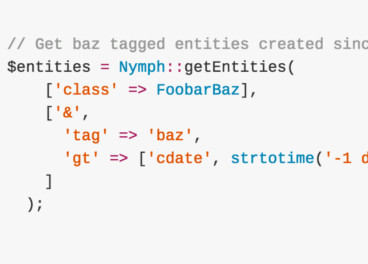 // Get baz tagged entities created sinc
$entities = Nymph::getEntities(
    ['class' => FoobarBaz],
    ['&',
      'tag' => 'baz',
      'gt' => ['cdate', strtotime('-1 d
    ]
  );